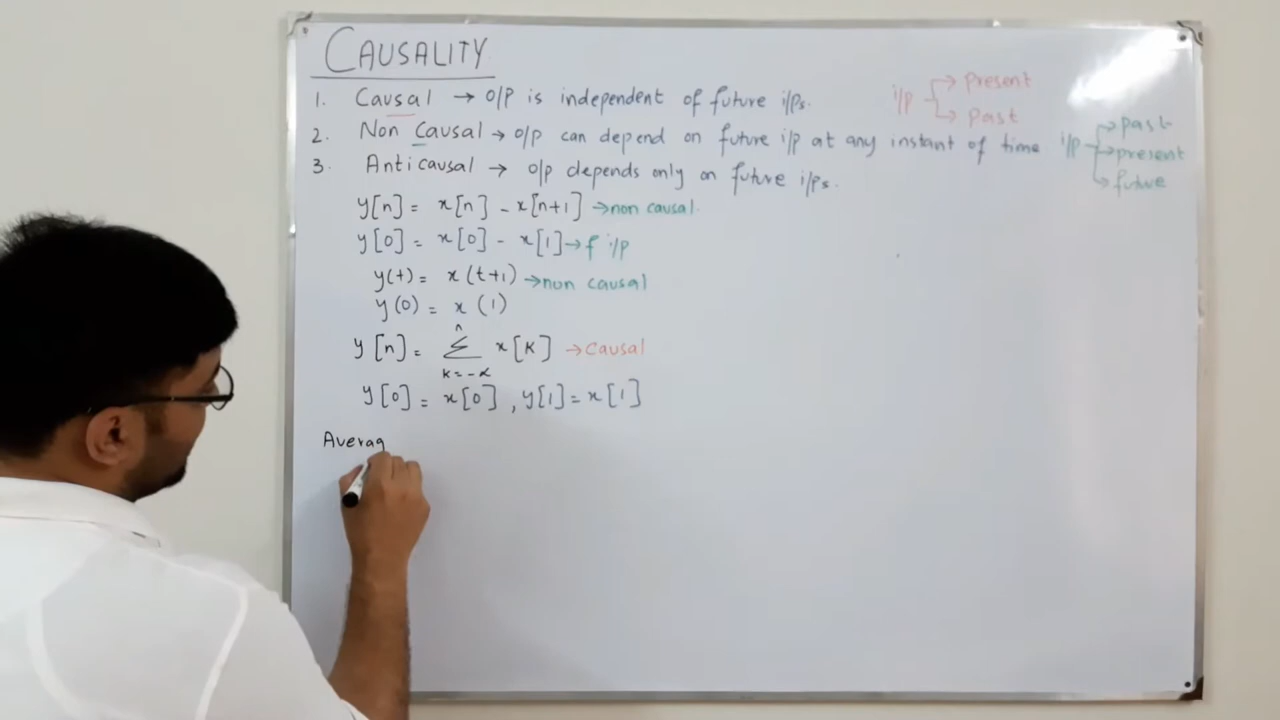 CAUSALITY
1. Causal → O/P is independent of future i/ps. i/p → Present
→ Past
2. Non Causal → O/p can depend on future i/p at any instant of time i/p → past
→ present
→ future
3. Anticausal → O/p depends only on future i/ps.
y[n] = x[n] - x[n+1] → non causal.
y[0] = x[0] - x[1] → f i/p
y(t) = x(t+1) → non causal
y(0) = x(1)
n
y[n] = Σ x[K] → Causal
K = -∝
y[0] = x[0], y[1] = x[1]
Averag